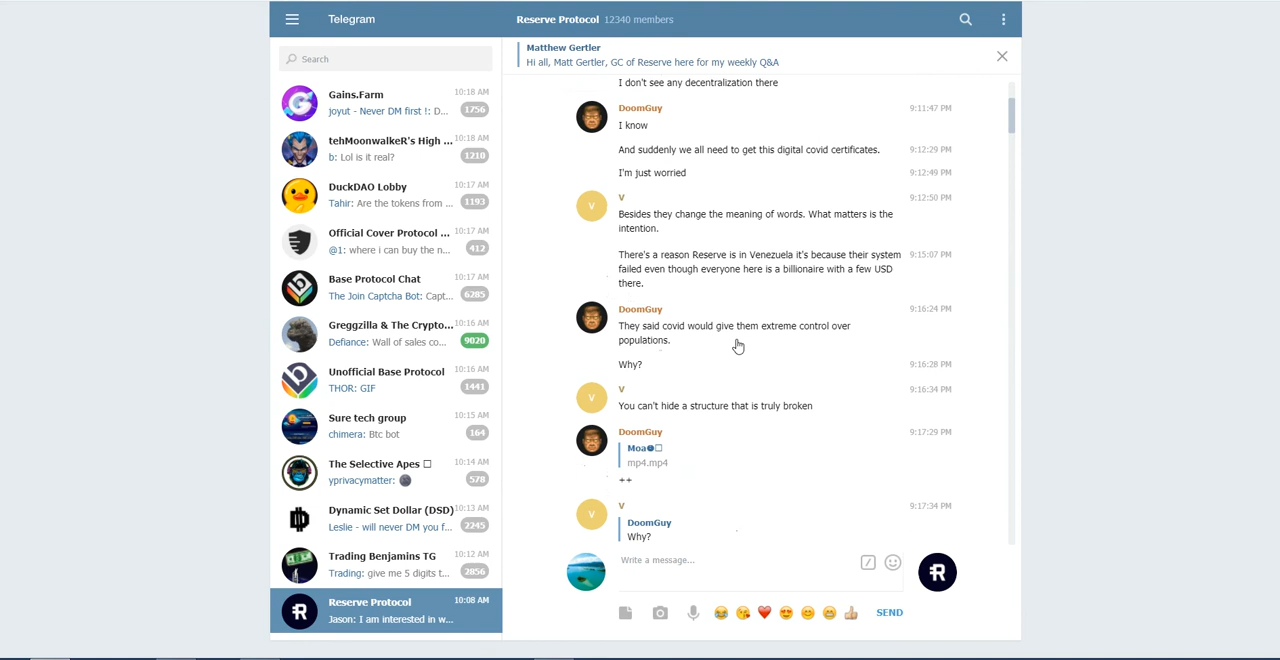 Telegram
Reserve Protocol 12340 members
Search
Gains.Farm 10:18 AM
joyut - Never DM first !: D... 1756
tehMoonwalkeR's High ... 10:18 AM
b: Lol is it real? 1210
DuckDAO Lobby 10:17 AM
Tahir: Are the tokens from ... 1193
Official Cover Protocol ... 10:17 AM
@1: where i can buy the n... 412
Base Protocol Chat 10:17 AM
The Join Captcha Bot: Capt... 6285
Greggzilla & The Crypto... 10:16 AM
Defiance: Wall of sales co... 9020
Unofficial Base Protocol 10:16 AM
THOR: GIF 1441
Sure tech group 10:15 AM
chimera: Btc bot 164
The Selective Apes 10:14 AM
yprivacymatter: 578
Dynamic Set Dollar (DSD) 10:13 AM
Leslie - will never DM you f... 2245
Trading Benjamins TG 10:12 AM
Trading: give me 5 digits t... 2856
Reserve Protocol 10:08 AM
Jason: I am interested in w...
Matthew Gertler
Hi all, Matt Gertler, GC of Reserve here for my weekly Q&A
I don't see any decentralization there
DoomGuy 9:11:47 PM
I know
And suddenly we all need to get this digital covid certificates. 9:12:29 PM
I'm just worried 9:12:49 PM
V
V 9:12:50 PM
Besides they change the meaning of words. What matters is the
intention.
There's a reason Reserve is in Venezuela it's because their system 9:15:07 PM
failed even though everyone here is a billionaire with a few USD
there.
DoomGuy 9:16:24 PM
They said covid would give them extreme control over
populations.
Why? 9:16:28 PM
V
V 9:16:34 PM
You can't hide a structure that is truly broken
DoomGuy 9:17:29 PM
Moa
mp4.mp4
++
V
V 9:17:34 PM
DoomGuy
Why?
Write a message...
SEND